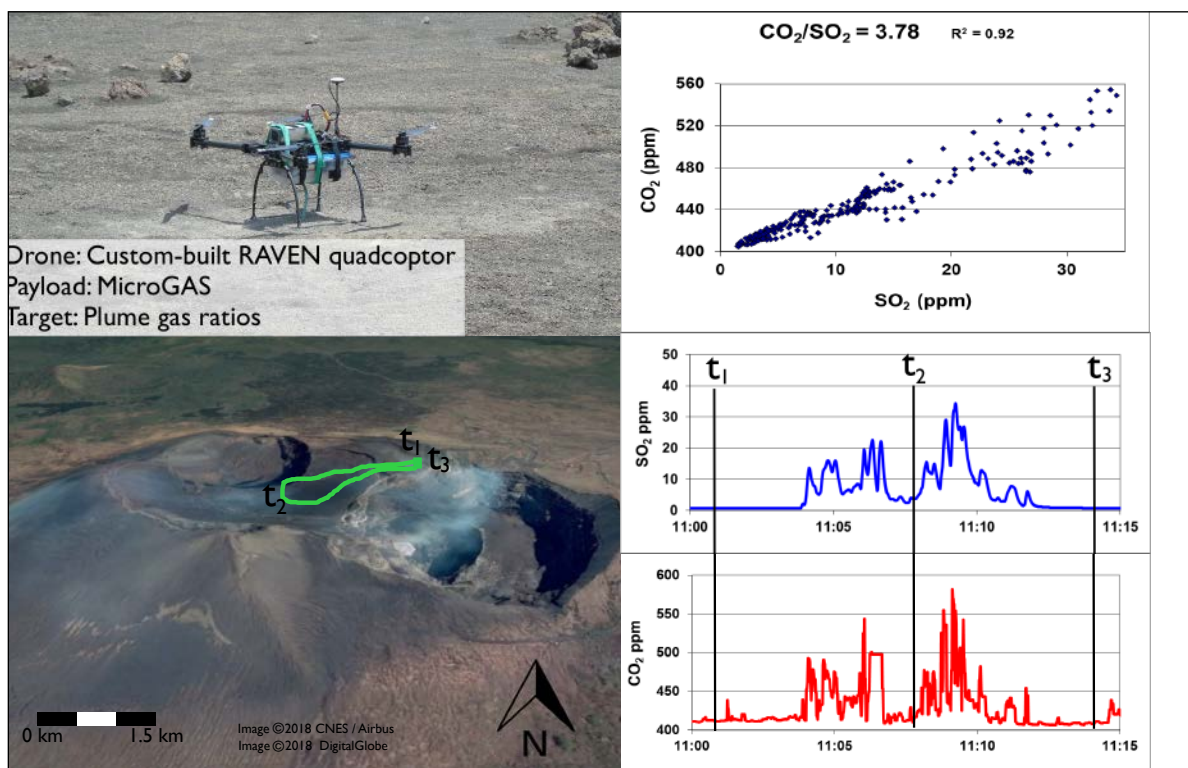 Drone: Custom-built RAVEN quadcoptor
Payload: MicroGAS
Target: Plume gas ratios
CO₂/SO₂ = 3.78 R² = 0.92
560
520
480
440
400
CO₂ (ppm)
0 10 20 30
SO₂ (ppm)
t₁
t₃
t₂
0 km 1.5 km
Image ©2018 CNES / Airbus
Image ©2018 DigitalGlobe
N
t₁ t₂ t₃
50
40
30
20
10
0
SO₂ ppm
11:00 11:05 11:10 11:15
600
550
500
450
400
CO₂ ppm
11:00 11:05 11:10 11:15